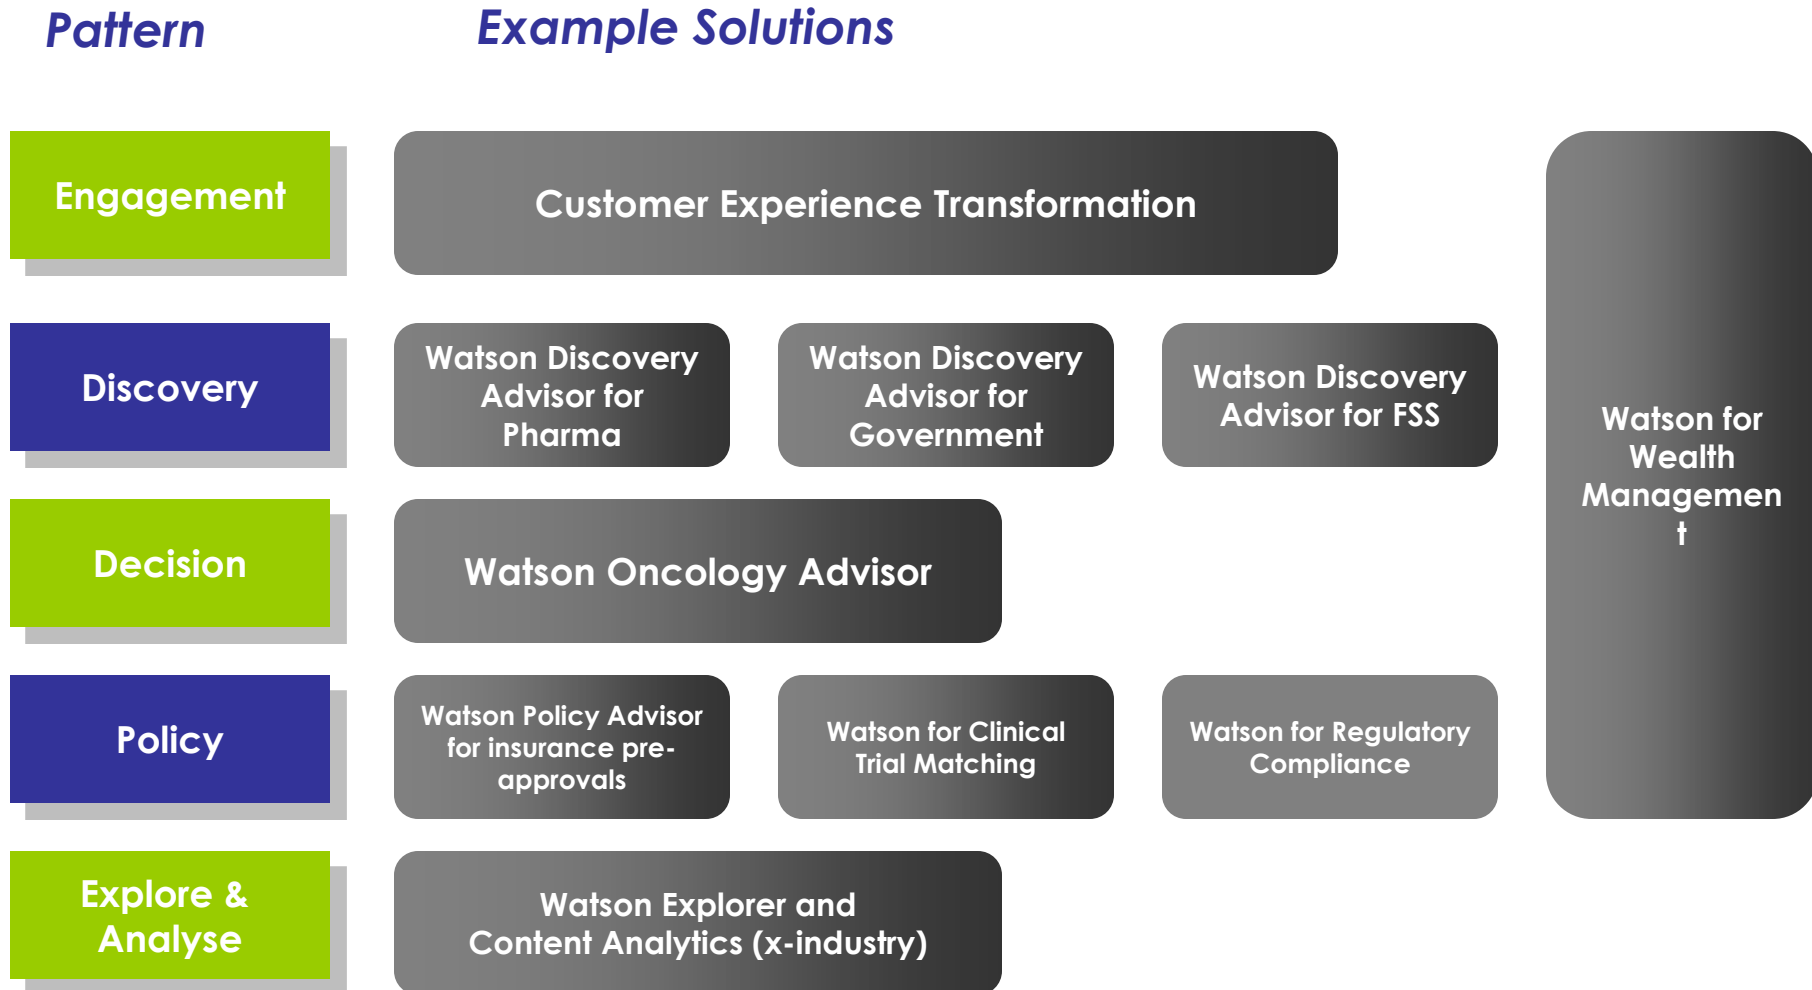 Pattern
Example Solutions
Engagement
Customer Experience Transformation
Discovery
Watson Discovery
Advisor for
Pharma
Watson Discovery
Advisor for
Government
Watson Discovery
Advisor for FSS
Watson for
Wealth
Managemen
t
Decision
Watson Oncology Advisor
Policy
Watson Policy Advisor
for insurance pre-
approvals
Watson for Clinical
Trial Matching
Watson for Regulatory
Compliance
Explore &
Analyse
Watson Explorer and
Content Analytics (x-industry)